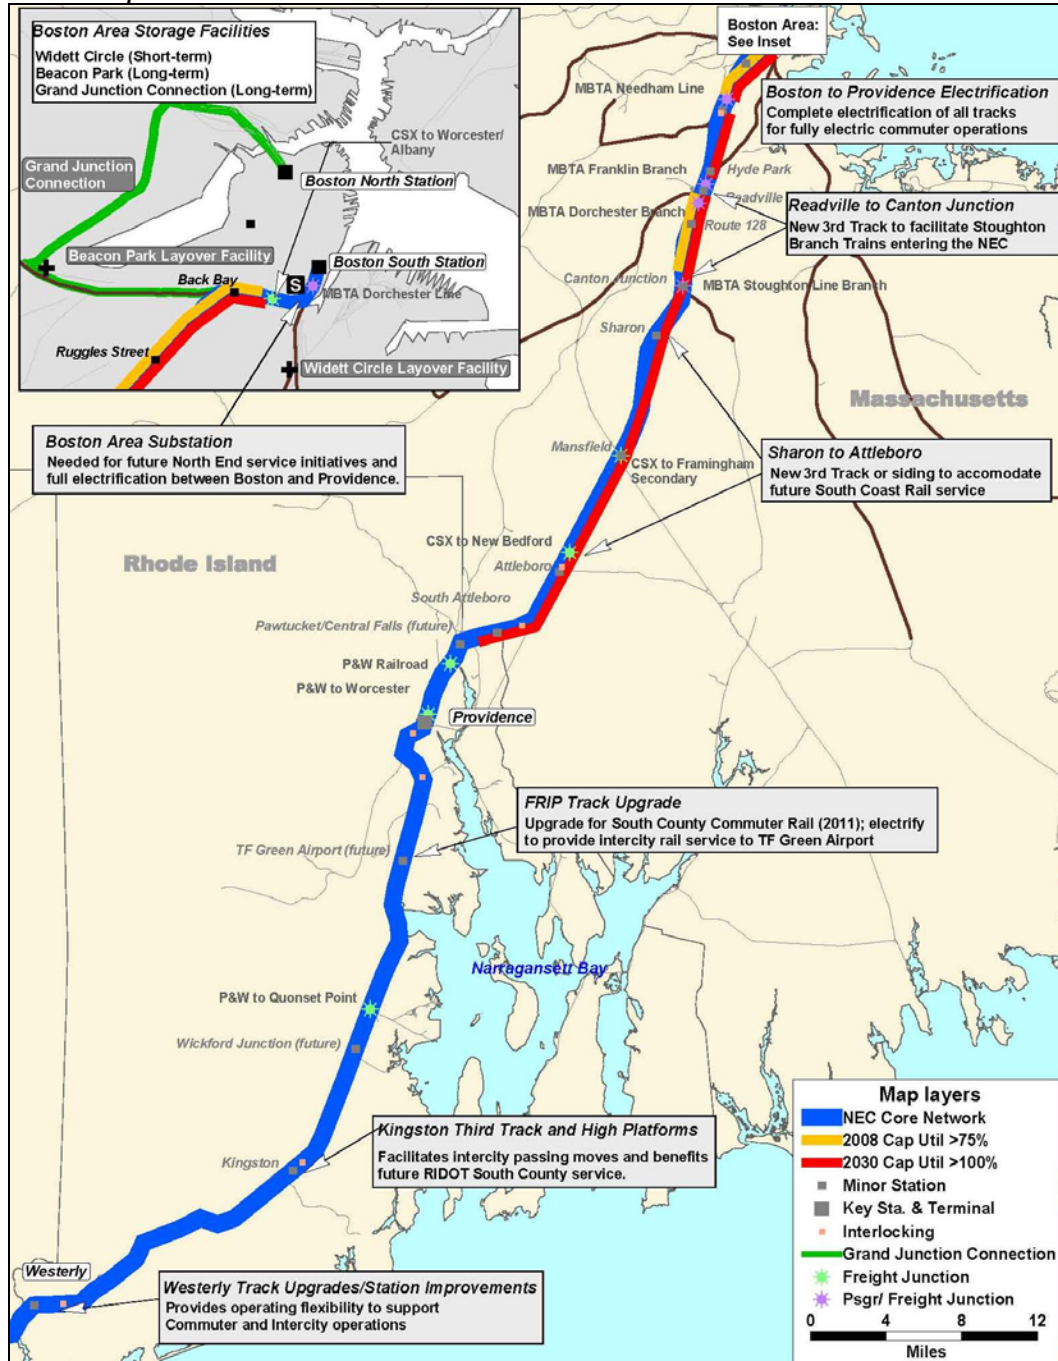 Boston Area Storage Facilities
Widett Circle (Short-term)
Beacon Park (Long-term)
Grand Junction Connection (Long-term)
CSX to Worcester/
Albany
Grand Junction
Connection
Boston North Station
Beacon Park Layover Facility
Boston South Station
Back Bay
S
MBTA Dorchester Line
Ruggles Street
Widett Circle Layover Facility
Boston Area:
See Inset
MBTA Needham Line
Boston to Providence Electrification
Complete electrification of all tracks
for fully electric commuter operations
MBTA Franklin Branch
Hyde Park
Readville
MBTA Dorchester Branch
Route 128
Readville to Canton Junction
New 3rd Track to facilitate Stoughton
Branch Trains entering the NEC
Canton Junction
MBTA Stoughton Line Branch
Sharon
Massachusetts
Boston Area Substation
Needed for future North End service initiatives and
full electrification between Boston and Providence.
Mansfield
CSX to Framingham
Secondary
Sharon to Attleboro
New 3rd Track or siding to accomodate
future South Coast Rail service
CSX to New Bedford
Rhode Island
Attleboro
South Attleboro
Pawtucket/Central Falls (future)
P&W Railroad
P&W to Worcester
Providence
FRIP Track Upgrade
Upgrade for South County Commuter Rail (2011); electrify
to provide intercity rail service to TF Green Airport
TF Green Airport (future)
Narragansett Bay
P&W to Quonset Point
Wickford Junction (future)
Kingston Third Track and High Platforms
Facilitates intercity passing moves and benefits
future RIDOT South County service.
Kingston
Westerly
Westerly Track Upgrades/Station Improvements
Provides operating flexibility to support
Commuter and Intercity operations
Map layers
NEC Core Network
2008 Cap Util >75%
2030 Cap Util >100%
Minor Station
Key Sta. & Terminal
Interlocking
Grand Junction Connection
Freight Junction
Psgr/ Freight Junction
0 4 8 12
Miles